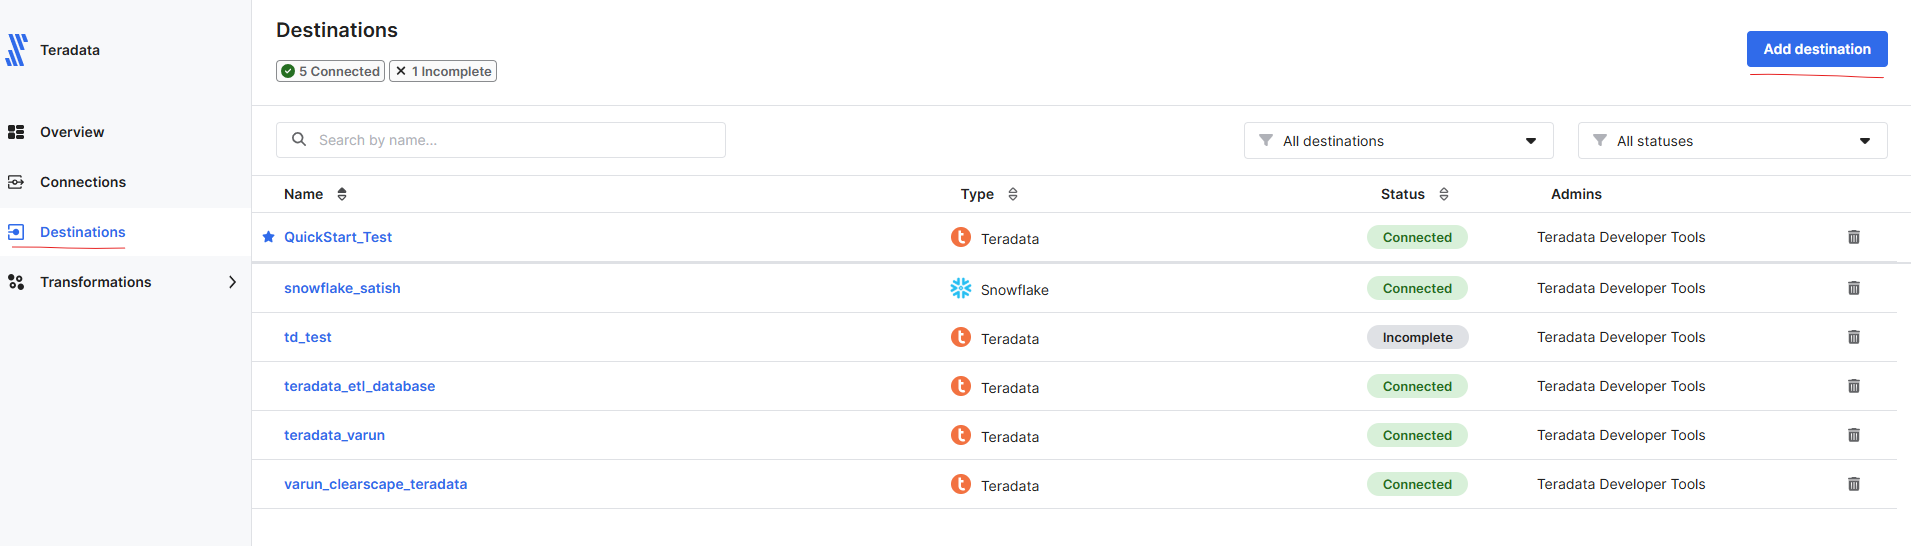 Teradata
Overview
Connections
Destinations
Transformations
Destinations
5 Connected 1 Incomplete
Add destination
Search by name...
All destinations
All statuses
Name Type Status Admins
QuickStart_Test Teradata Connected Teradata Developer Tools
snowflake_satish Snowflake Connected Teradata Developer Tools
td_test Teradata Incomplete Teradata Developer Tools
teradata_etl_database Teradata Connected Teradata Developer Tools
teradata_varun Teradata Connected Teradata Developer Tools
varun_clearscape_teradata Teradata Connected Teradata Developer Tools